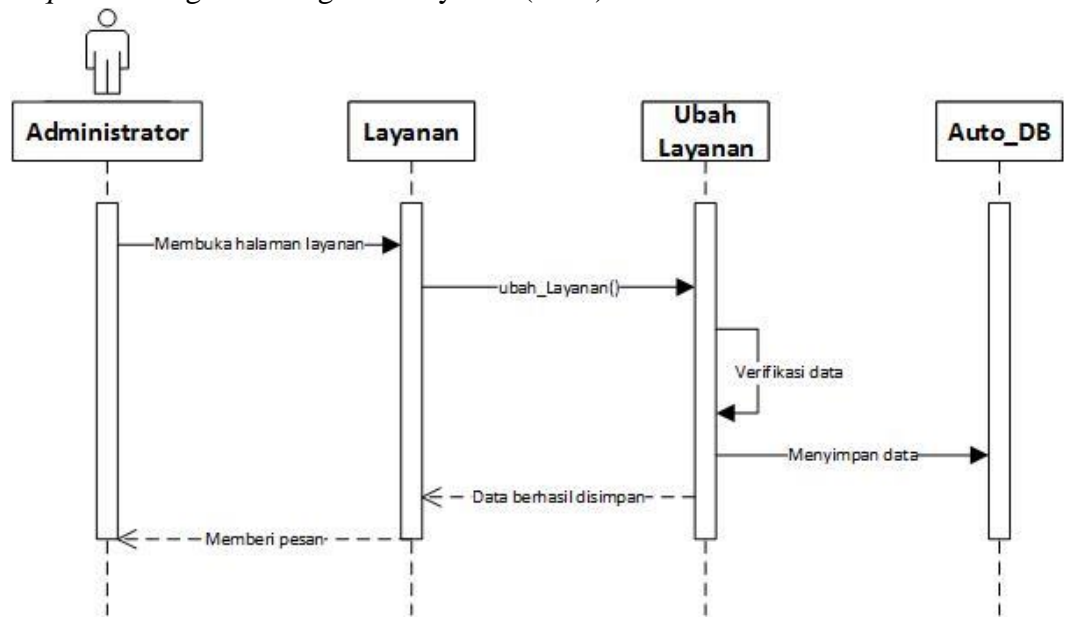 Administrator
Layanan
Ubah
Layanan
Auto_DB
Membuka halaman layanan
ubah_Layanan()
Verifikasi data
Menyimpan data
Data berhasil disimpan
Memberi pesan